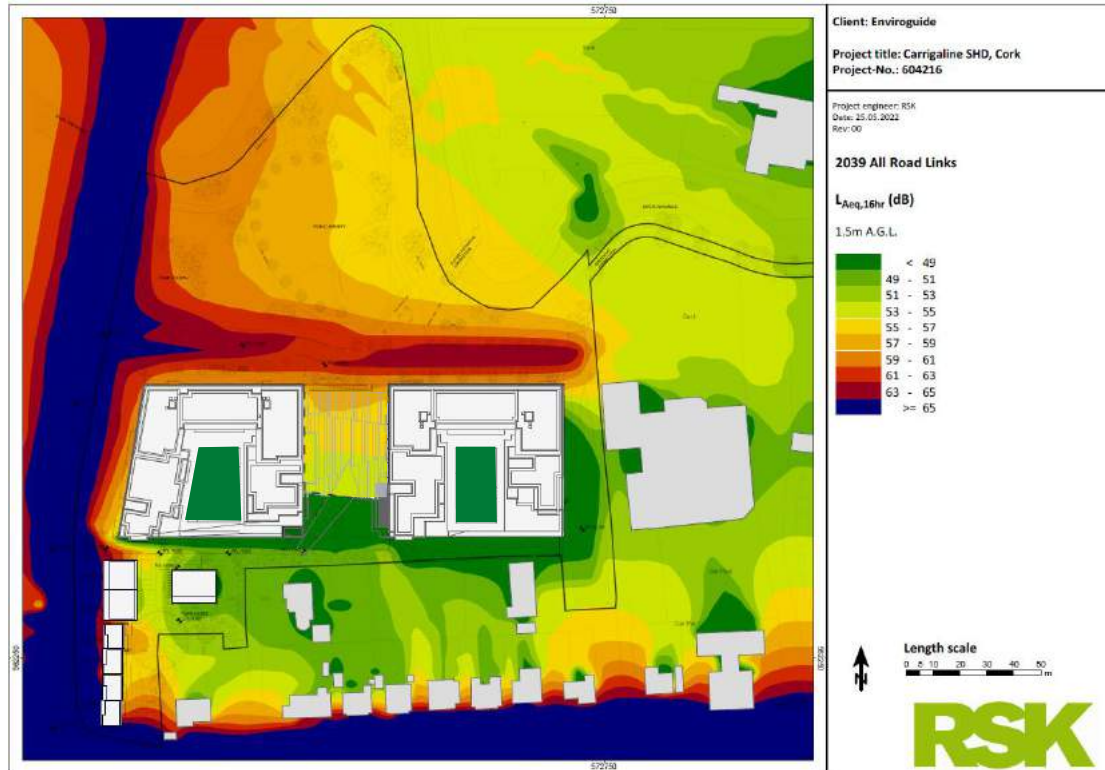 572750
Client: Enviroguide
Project title: Carrigaline SHD, Cork
Project-No.: 604216
Project engineer: RSK
Date: 25.05.2022
Rev: 00
2039 All Road Links
LAeq,16hr (dB)
1.5m A.G.L.
< 49
49 - 51
51 - 53
53 - 55
55 - 57
57 - 59
59 - 61
61 - 63
63 - 65
>= 65
Length scale
0 5 10 20 30 40 50
m
N
RSK
562250
562250
572750